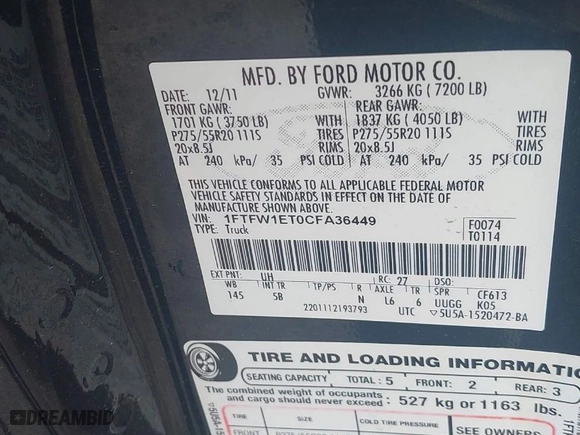 MFD. BY FORD MOTOR CO.
DATE: 12/11 GVWR: 3266 KG ( 7200 LB)
FRONT GAWR: REAR GAWR:
1701 KG ( 3750 LB) 1837 KG ( 4050 LB)
P275/55R20 111S TIRES P275/55R20 111S TIRES
20x8.5J RIMS 20x8.5J RIMS
AT 240 kPa/ 35 PSI COLD AT 240 kPa/ 35 PSI COLD
THIS VEHICLE CONFORMS TO ALL APPLICABLE FEDERAL MOTOR
VEHICLE SAFETY STANDARDS IN EFFECT ON THE DATE OF
MANUFACTURE SHOWN ABOVE.
VIN: 1FTFW1ET0CFA36449 F0074
TYPE: Truck T0114
EXT PNT: UH RC: 27 DSO:
WB INT TR TP/PS R AXLE TR SPR CF613
145 5B N L6 6 UUGG K05
2201112193793 UTC 5U5A-1520472-BA
TIRE AND LOADING INFORMATION
SEATING CAPACITY TOTAL: 5 FRONT: 2 REAR: 3
The combined weight of occupants
and cargo should never exceed: 527 kg or 1163 lbs.
TIRE SIZE COLD TIRE PRESSURE SEE OWNERS
DREAMBID